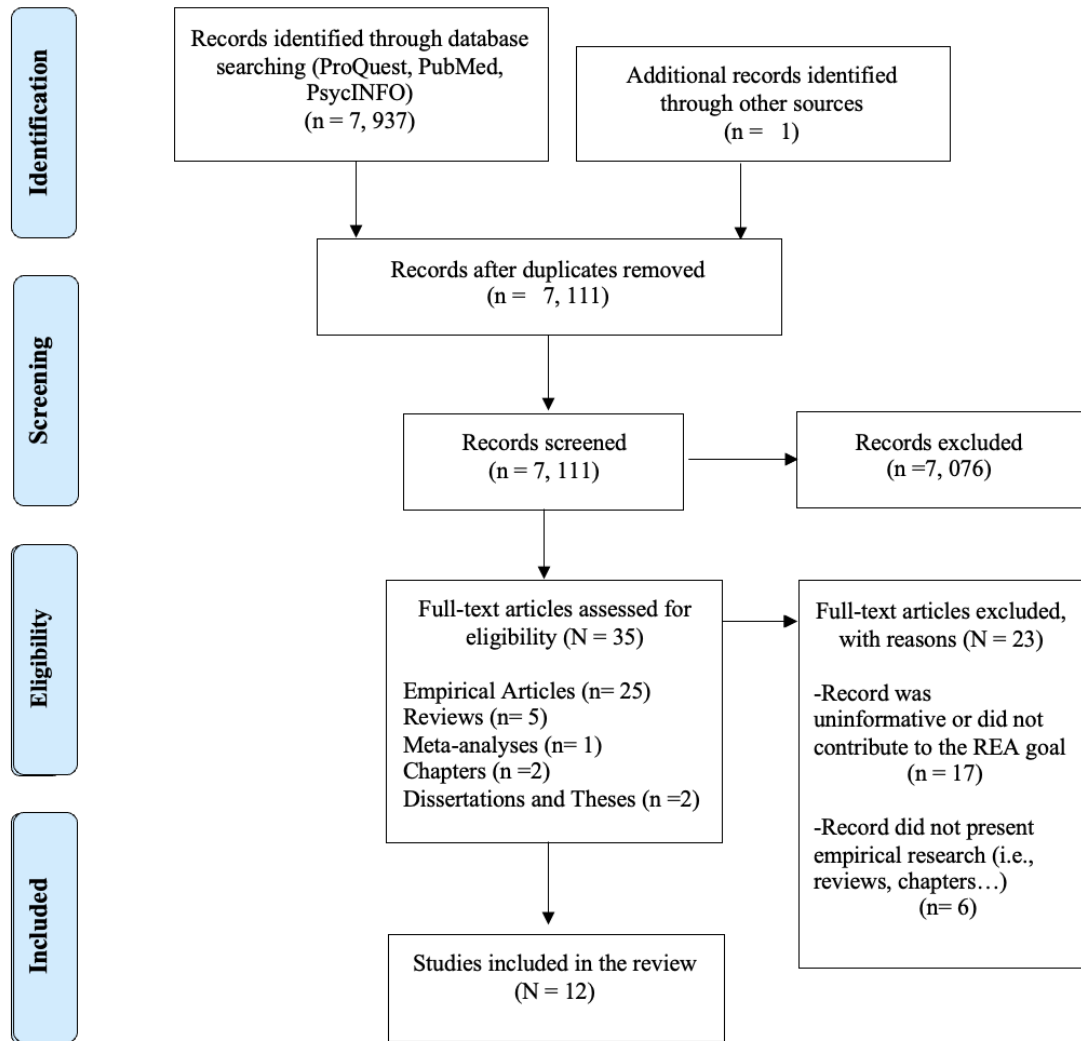 Identification
Records identified through database
searching (ProQuest, PubMed,
PsycINFO)
(n = 7, 937)
Additional records identified
through other sources
(n =   1)
Records after duplicates removed
(n =   7, 111)
Screening
Records screened
(n = 7, 111)
Records excluded
(n =7, 076)
Eligibility
Full-text articles assessed for
eligibility (N = 35)
Empirical Articles (n= 25)
Reviews (n= 5)
Meta-analyses (n= 1)
Chapters (n =2)
Dissertations and Theses (n =2)
Full-text articles excluded,
with reasons (N = 23)
-Record was
uninformative or did not
contribute to the REA goal
(n = 17)
-Record did not present
empirical research (i.e.,
reviews, chapters…)
(n= 6)
Included
Studies included in the review
(N = 12)